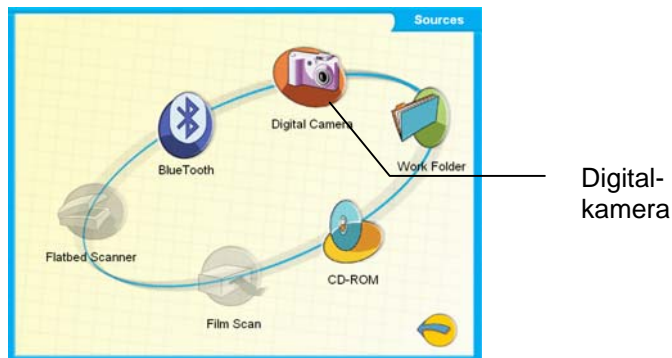 Sources
Digital Camera
BlueTooth
Work Folder
Digital-
kamera
Flatbed Scanner
CD-ROM
Film Scan